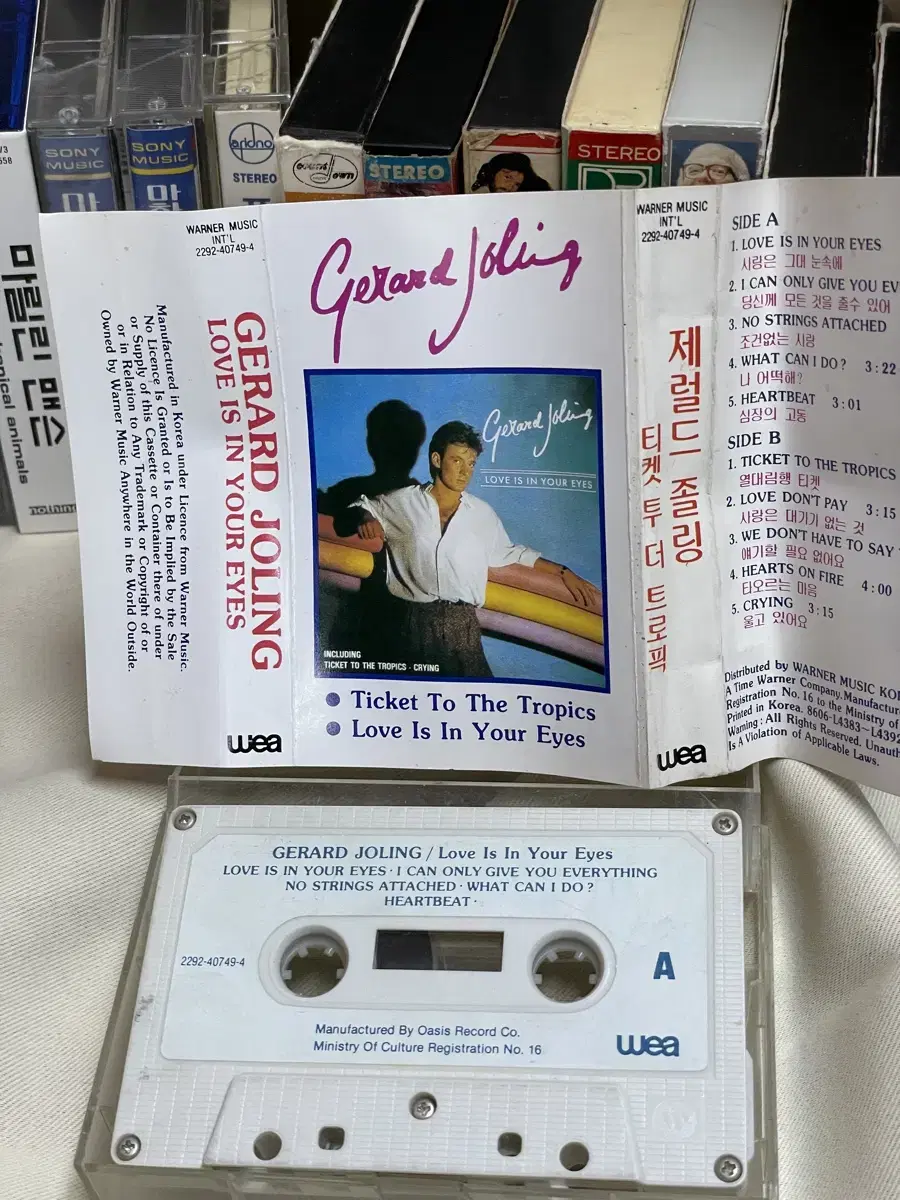 SONY
MUSIC
SONY
MUSIC
STEREO
STEREO
STEREO
마릴린 맨슨
WARNER MUSIC
INT'L
2292-40749-4
GERARD JOLING
LOVE IS IN YOUR EYES
Manufactured in Korea under Licence from Warner Music.
No Licence Is Granted or Is to Be Implied by the Sale
or Supply of this Cassette or Container there of under
or in Relation to Any Trademark or Copyright of or
Owned by Warner Music Anywhere in the World Outside.
wea
Gerard Joling
Gerard Joling
LOVE IS IN YOUR EYES
INCLUDING
TICKET TO THE TROPICS · CRYING
Ticket To The Tropics
Love Is In Your Eyes
WARNER MUSIC
INT'L
2292-40749-4
제럴드 졸링
티켓 투 더 트로픽
wea
SIDE A
1. LOVE IS IN YOUR EYES
사랑은 그대 눈속에
2. I CAN ONLY GIVE YOU EV
당신께 모든 것을 줄수 있어
3. NO STRINGS ATTACHED
조건없는 사랑
4. WHAT CAN I DO? 3:22
나 어떡해?
5. HEARTBEAT 3:01
심장의 고동
SIDE B
1. TICKET TO THE TROPICS
열대림행 티켓
2. LOVE DON'T PAY 3:15
사랑은 대가가 없는 것
3. WE DON'T HAVE TO SAY
얘기할 필요 없어요
4. HEARTS ON FIRE 4:00
타오르는 마음
5. CRYING 3:15
울고 있어요
Distributed by WARNER MUSIC KO
A Time Warner Company. Manufactur
Registration No. 16 to the Ministry of
Printed in Korea. 8606-L4383-L4392
Warning: All Rights Reserved. Unauth
Is A Violation of Applicable Laws.
GERARD JOLING / Love Is In Your Eyes
LOVE IS IN YOUR EYES · I CAN ONLY GIVE YOU EVERYTHING
NO STRINGS ATTACHED · WHAT CAN I DO?
HEARTBEAT ·
2292-40749-4
A
Manufactured By Oasis Record Co.
Ministry Of Culture Registration No. 16
wea